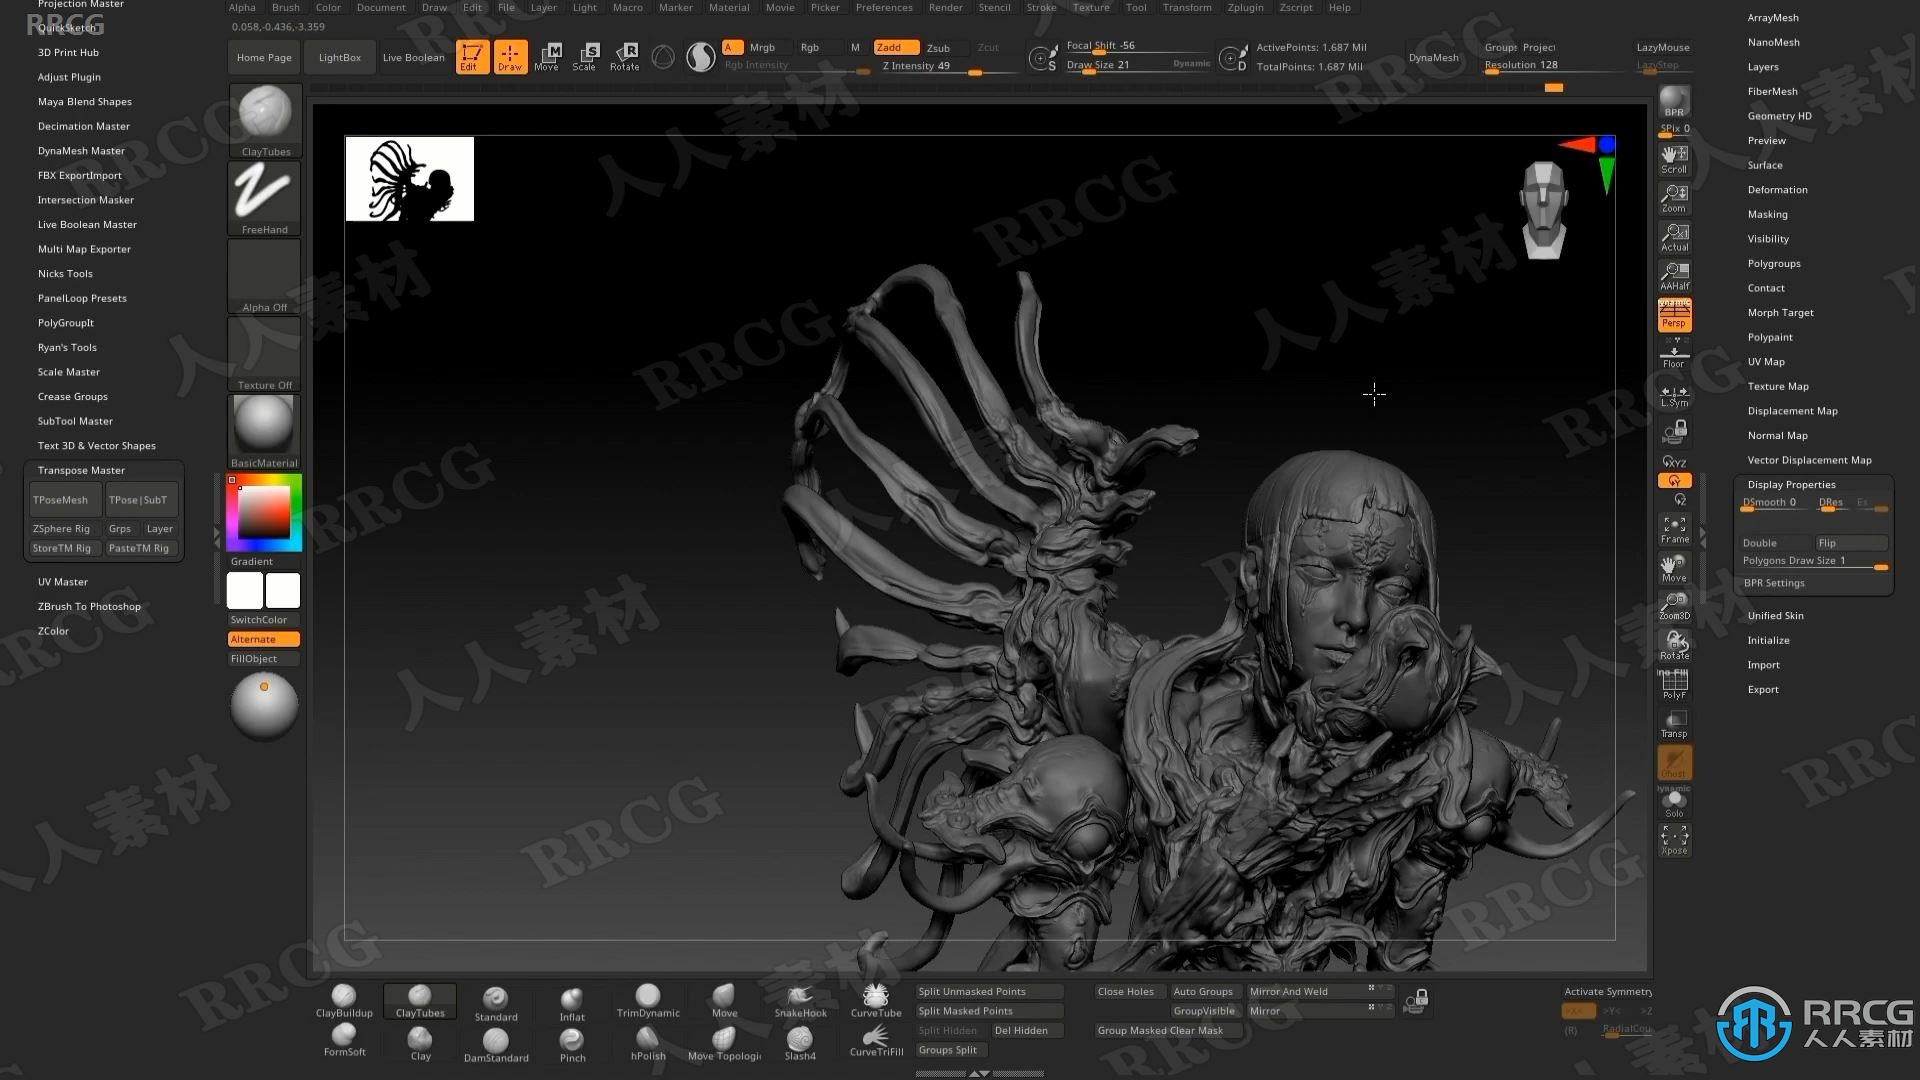 Alpha Brush Color Document Draw Edit File Layer Light Macro Marker Material Movie Picker Preferences Render Stencil Stroke Texture Tool Transform Zplugin Zscript Help
0.058,-0.436,-3.359
Projection Master
QuickSketch
3D Print Hub
Adjust Plugin
Maya Blend Shapes
Decimation Master
DynaMesh Master
FBX ExportImport
Intersection Masker
Live Boolean Master
Multi Map Exporter
Nicks Tools
PanelLoop Presets
PolyGroupIt
Ryan's Tools
Scale Master
Crease Groups
SubTool Master
Text 3D & Vector Shapes
Transpose Master
TPoseMesh TPose|SubT
ZSphere Rig Grps Layer
StoreTM Rig PasteTM Rig
UV Master
ZBrush To Photoshop
ZColor
Home Page LightBox Live Boolean Edit Draw Move Scale Rotate
A Mrgb Rgb M
Rgb Intensity
Zadd Zsub Zcut
Z Intensity 49
Focal Shift -56
Draw Size 21 Dynamic
ActivePoints: 1.687 Mil
TotalPoints: 1.687 Mil
DynaMesh
Groups Project
Resolution 128
LazyMouse
LazyStep
ClayTubes
FreeHand
Alpha Off
Texture Off
BasicMaterial
Gradient
SwitchColor
Alternate
FillObject
BPR
SPix 0
Scroll
Zoom
Actual
AAHalf
Persp
Floor
L.Sym
XYZ
Frame
Move
Zoom3D
Rotate
PolyF
Transp
Ghost
Dynamic
Solo
Xpose
ArrayMesh
NanoMesh
Layers
FiberMesh
Geometry HD
Preview
Surface
Deformation
Masking
Visibility
Polygroups
Contact
Morph Target
Polypaint
UV Map
Texture Map
Displacement Map
Normal Map
Vector Displacement Map
Display Properties
DSmooth 0 DRes Es
Double Flip
Polygons Draw Size 1
BPR Settings
Unified Skin
Initialize
Import
Export
ClayBuildup ClayTubes Standard Inflat TrimDynamic Move SnakeHook CurveTube
FormSoft Clay DamStandard Pinch hPolish Move Topologi Slash4 CurveTriFill
Split Unmasked Points
Split Masked Points
Split Hidden Del Hidden
Groups Split
Close Holes Auto Groups Mirror And Weld
GroupVisible Mirror
Group Masked Clear Mask
Activate Symmetry
>X< >Y< >Z
(R) RadialCou
RRCG
人人素材